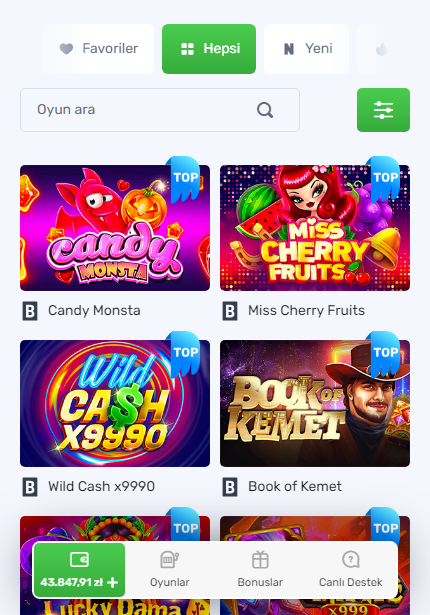 Favoriler
Hepsi
N Yeni
Oyun ara
TOP
TOP
candy
MONSTA
MiSS
CHERRY
FRUITS
B Candy Monsta
B Miss Cherry Fruits
TOP
TOP
Wild
CA$H
X9990
BOOK OF
KEMET
B Wild Cash x9990
B Book of Kemet
TOP
TOP
43.847,91 zł +
Oyunlar
Bonuslar
Canlı Destek
Lucky Dama
x999